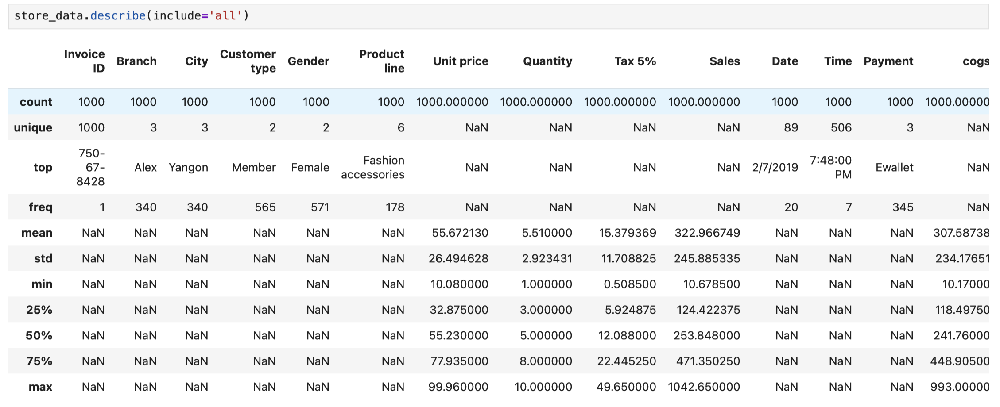 store_data.describe(include='all')
Invoice ID Branch City Customer type Gender Product line Unit price Quantity Tax 5% Sales Date Time Payment cogs
count 1000 1000 1000 1000 1000 1000 1000.000000 1000.000000 1000.000000 1000.000000 1000 1000 1000 1000.00000
unique 1000 3 3 2 2 6 NaN NaN NaN NaN 89 506 3 NaN
top 750-67-8428 Alex Yangon Member Female Fashion accessories NaN NaN NaN NaN 2/7/2019 7:48:00 PM Ewallet NaN
freq 1 340 340 565 571 178 NaN NaN NaN NaN 20 7 345 NaN
mean NaN NaN NaN NaN NaN NaN 55.672130 5.510000 15.379369 322.966749 NaN NaN NaN 307.58738
std NaN NaN NaN NaN NaN NaN 26.494628 2.923431 11.708825 245.885335 NaN NaN NaN 234.17651
min NaN NaN NaN NaN NaN NaN 10.080000 1.000000 0.508500 10.678500 NaN NaN NaN 10.17000
25% NaN NaN NaN NaN NaN NaN 32.875000 3.000000 5.924875 124.422375 NaN NaN NaN 118.49750
50% NaN NaN NaN NaN NaN NaN 55.230000 5.000000 12.088000 253.848000 NaN NaN NaN 241.76000
75% NaN NaN NaN NaN NaN NaN 77.935000 8.000000 22.445250 471.350250 NaN NaN NaN 448.90500
max NaN NaN NaN NaN NaN NaN 99.960000 10.000000 49.650000 1042.650000 NaN NaN NaN 993.00000